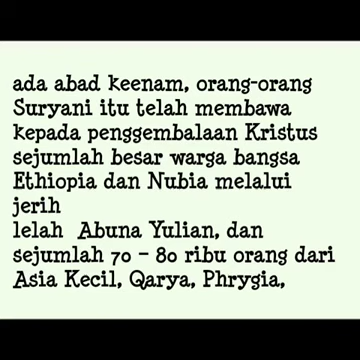 ada abad keenam, orang-orang
Suryani itu telah membawa
kepada penggembalaan Kristus
sejumlah besar warga bangsa
Ethiopia dan Nubia melalui
jerih
lelah Abuna Yulian, dan
sejumlah 70 – 80 ribu orang dari
Asia Kecil, Qarya, Phrygia,